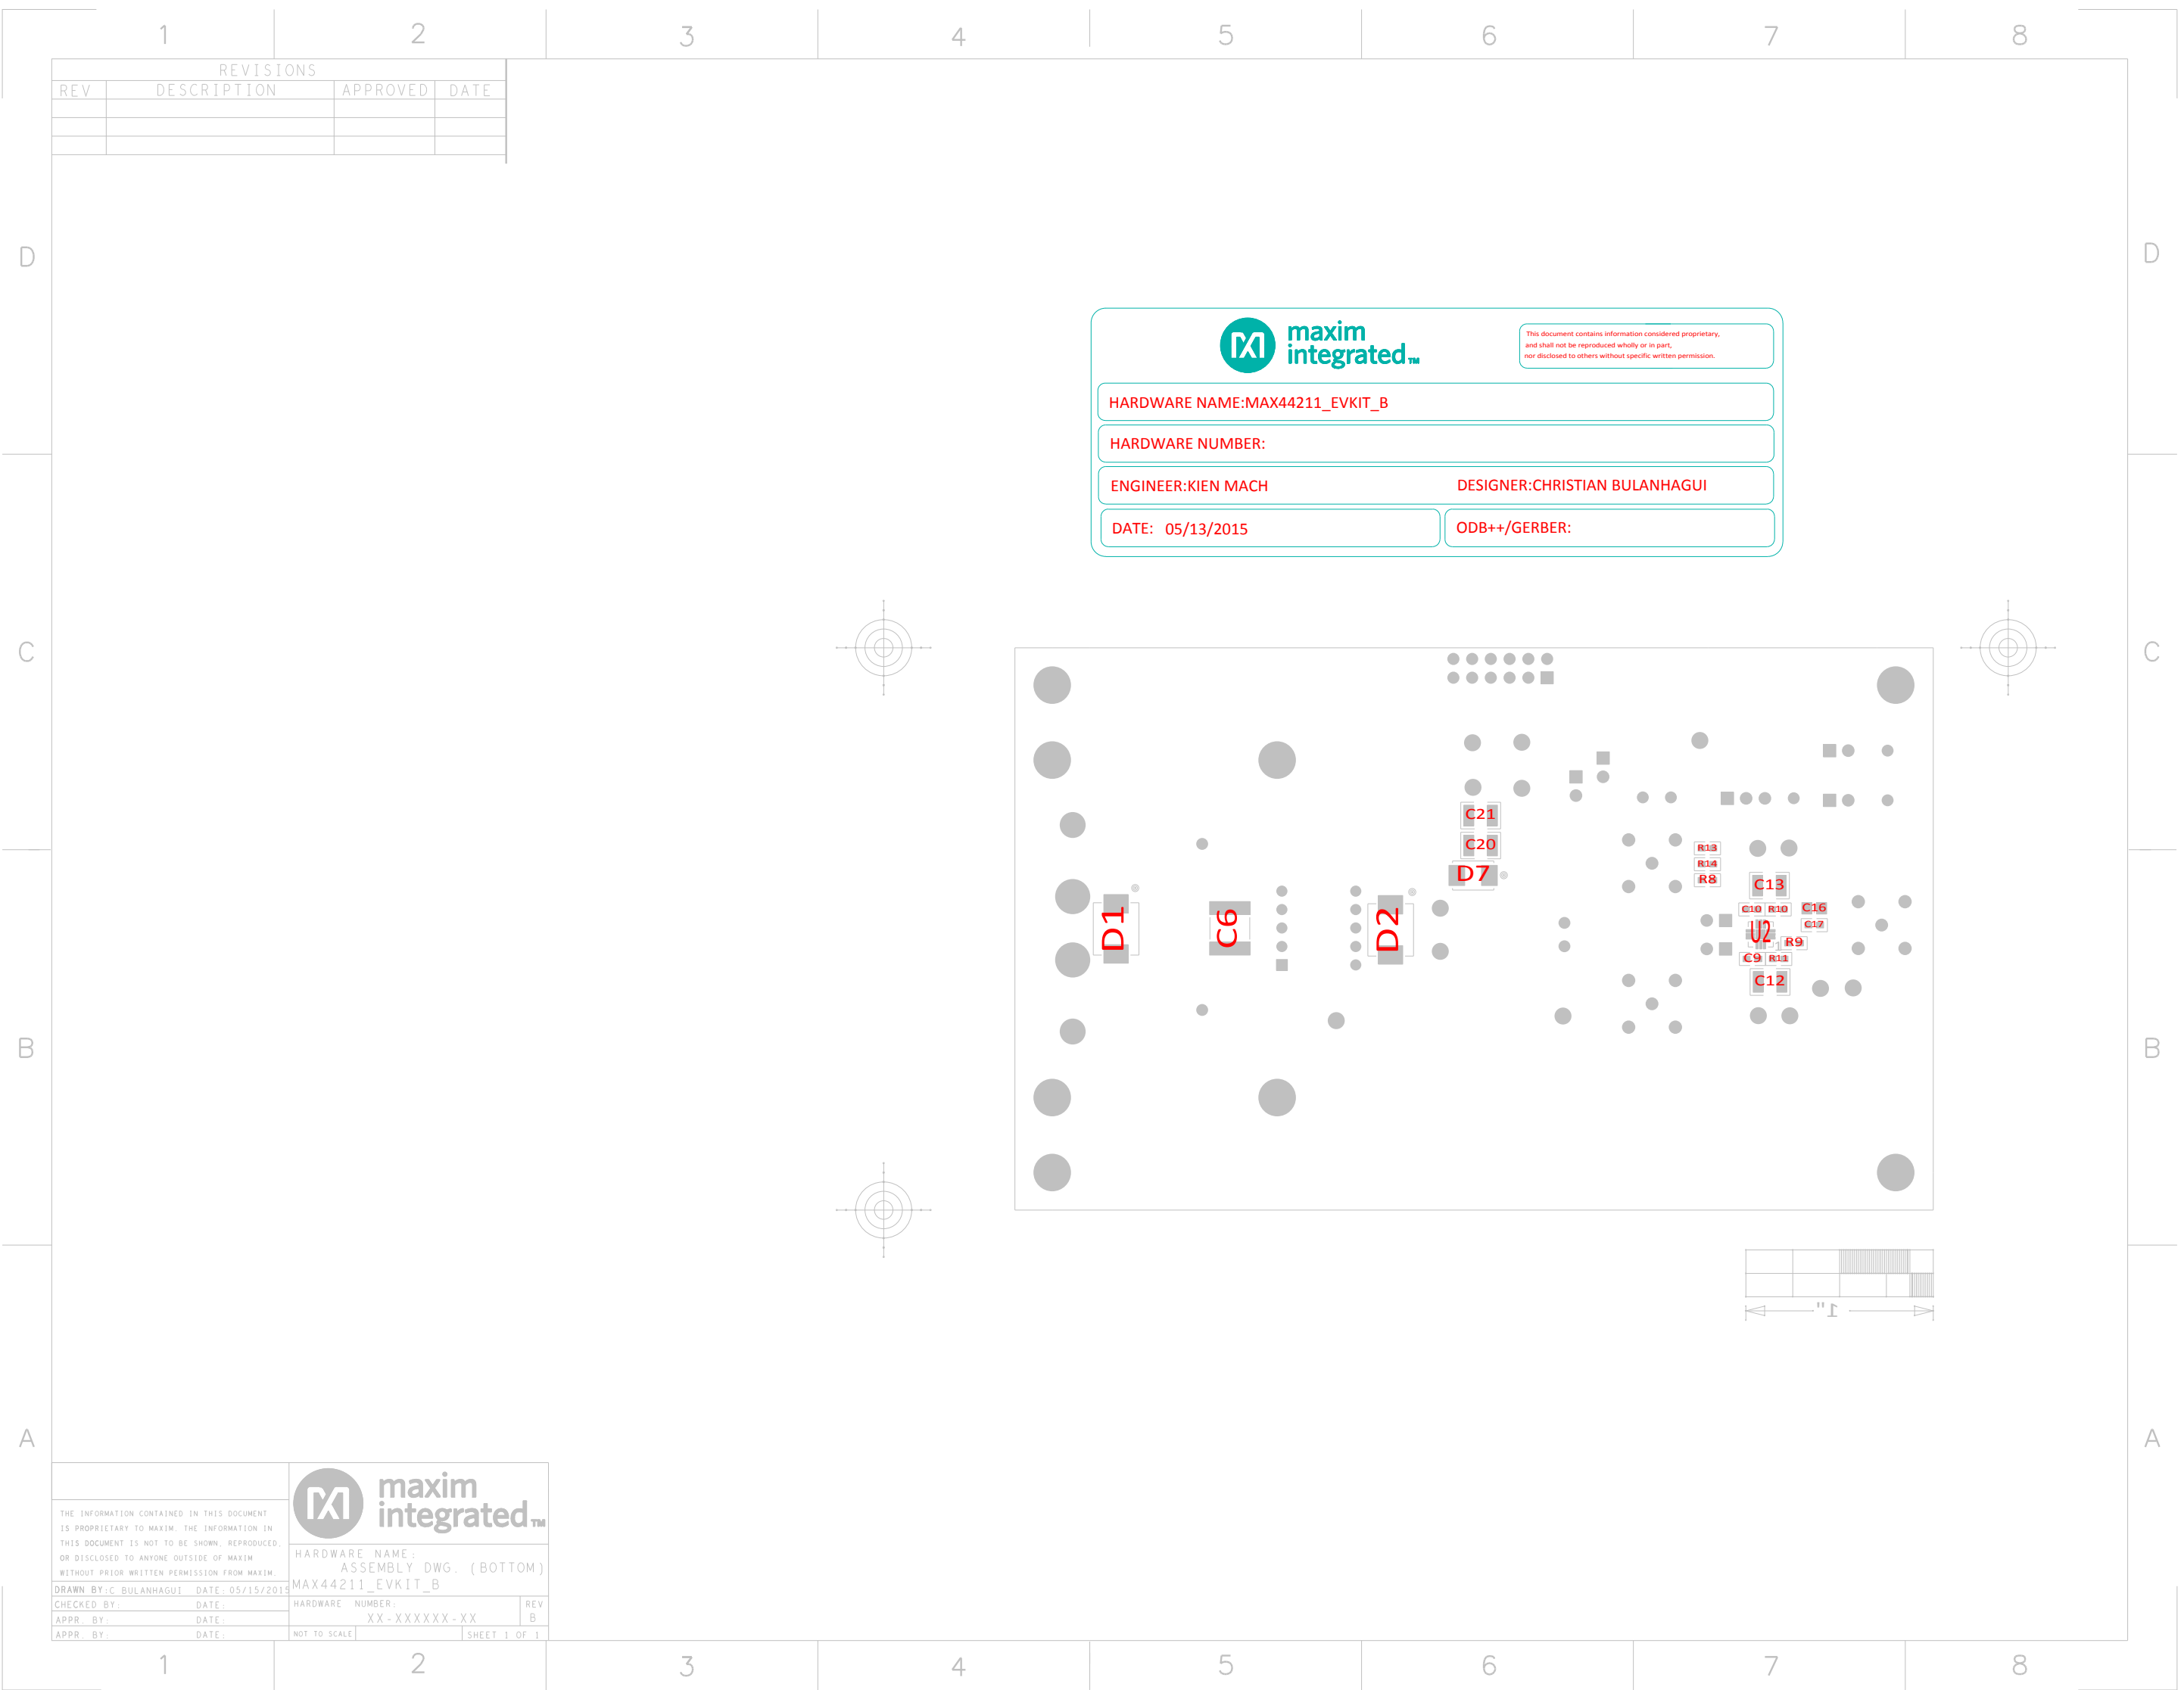 1 2 3 4 5 6 7 8
REVISIONS
REV DESCRIPTION APPROVED DATE
D D
maxim
integrated™
This document contains information considered proprietary,
and shall not be reproduced wholly or in part,
nor disclosed to others without specific written permission.
HARDWARE NAME:MAX44211_EVKIT_B
HARDWARE NUMBER:
ENGINEER:KIEN MACH DESIGNER:CHRISTIAN BULANHAGUI
DATE: 05/13/2015 ODB++/GERBER:
C C
C21
C20
D7
R13
R14
R8
C13
C10 R10 C16
D1 C6 D2 U2 C17
1 R9
C9 R11
C12
B B
1"
A A
maxim
integrated™
THE INFORMATION CONTAINED IN THIS DOCUMENT
IS PROPRIETARY TO MAXIM. THE INFORMATION IN
THIS DOCUMENT IS NOT TO BE SHOWN, REPRODUCED,
OR DISCLOSED TO ANYONE OUTSIDE OF MAXIM
WITHOUT PRIOR WRITTEN PERMISSION FROM MAXIM.
HARDWARE NAME:
ASSEMBLY DWG. (BOTTOM)
MAX44211_EVKIT_B
DRAWN BY:C BULANHAGUI DATE: 05/15/2015
CHECKED BY: DATE:
APPR. BY: DATE:
APPR. BY: DATE:
HARDWARE NUMBER:
XX-XXXXXX-XX
REV
B
NOT TO SCALE SHEET 1 OF 1
1 2 3 4 5 6 7 8